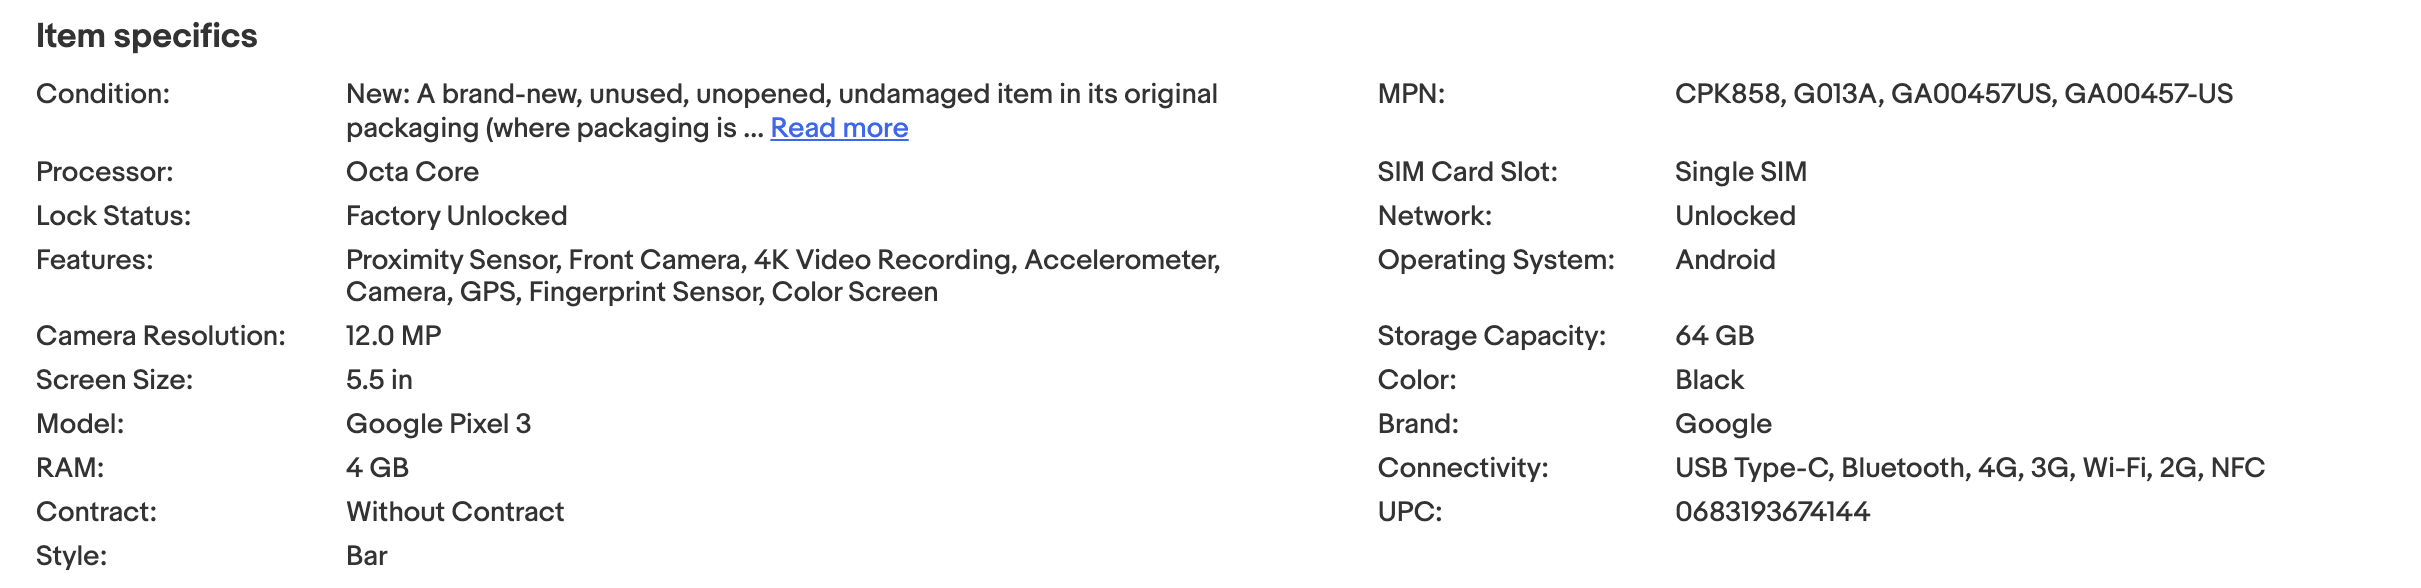 Item specifics
Condition: New: A brand-new, unused, unopened, undamaged item in its original
packaging (where packaging is ... Read more
MPN: CPK858, G013A, GA00457US, GA00457-US
Processor: Octa Core
SIM Card Slot: Single SIM
Lock Status: Factory Unlocked
Network: Unlocked
Features: Proximity Sensor, Front Camera, 4K Video Recording, Accelerometer,
Camera, GPS, Fingerprint Sensor, Color Screen
Operating System: Android
Camera Resolution: 12.0 MP
Storage Capacity: 64 GB
Screen Size: 5.5 in
Color: Black
Model: Google Pixel 3
Brand: Google
RAM: 4 GB
Connectivity: USB Type-C, Bluetooth, 4G, 3G, Wi-Fi, 2G, NFC
Contract: Without Contract
UPC: 0683193674144
Style: Bar